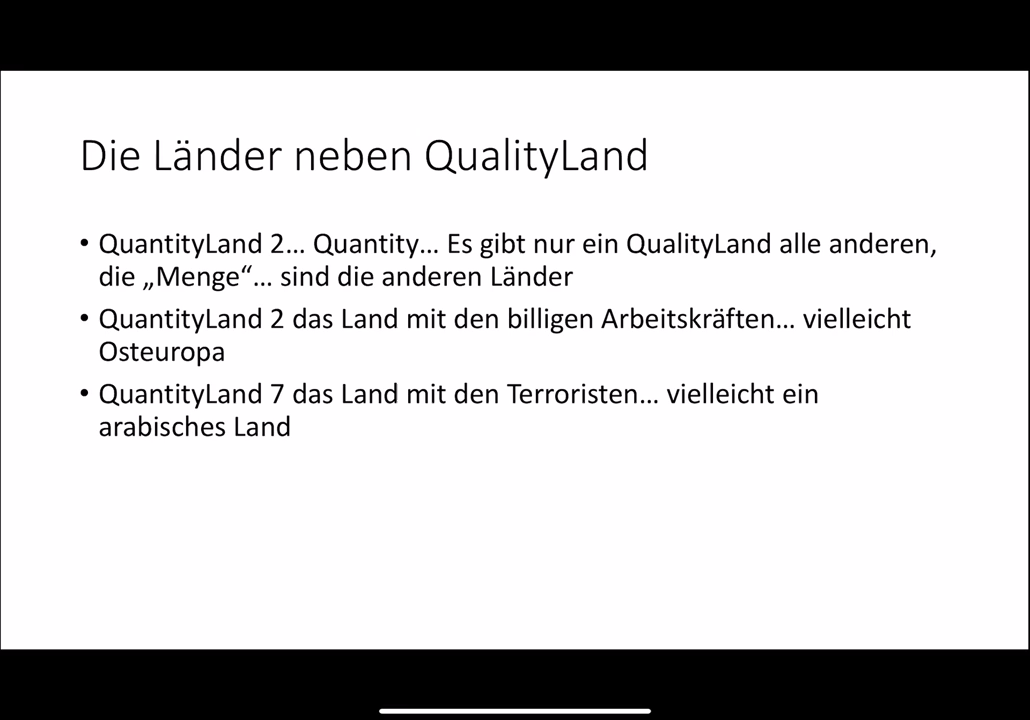 Die Länder neben QualityLand
• QuantityLand 2… Quantity… Es gibt nur ein QualityLand alle anderen,
die „Menge“… sind die anderen Länder
• QuantityLand 2 das Land mit den billigen Arbeitskräften… vielleicht
Osteuropa
• QuantityLand 7 das Land mit den Terroristen… vielleicht ein
arabisches Land